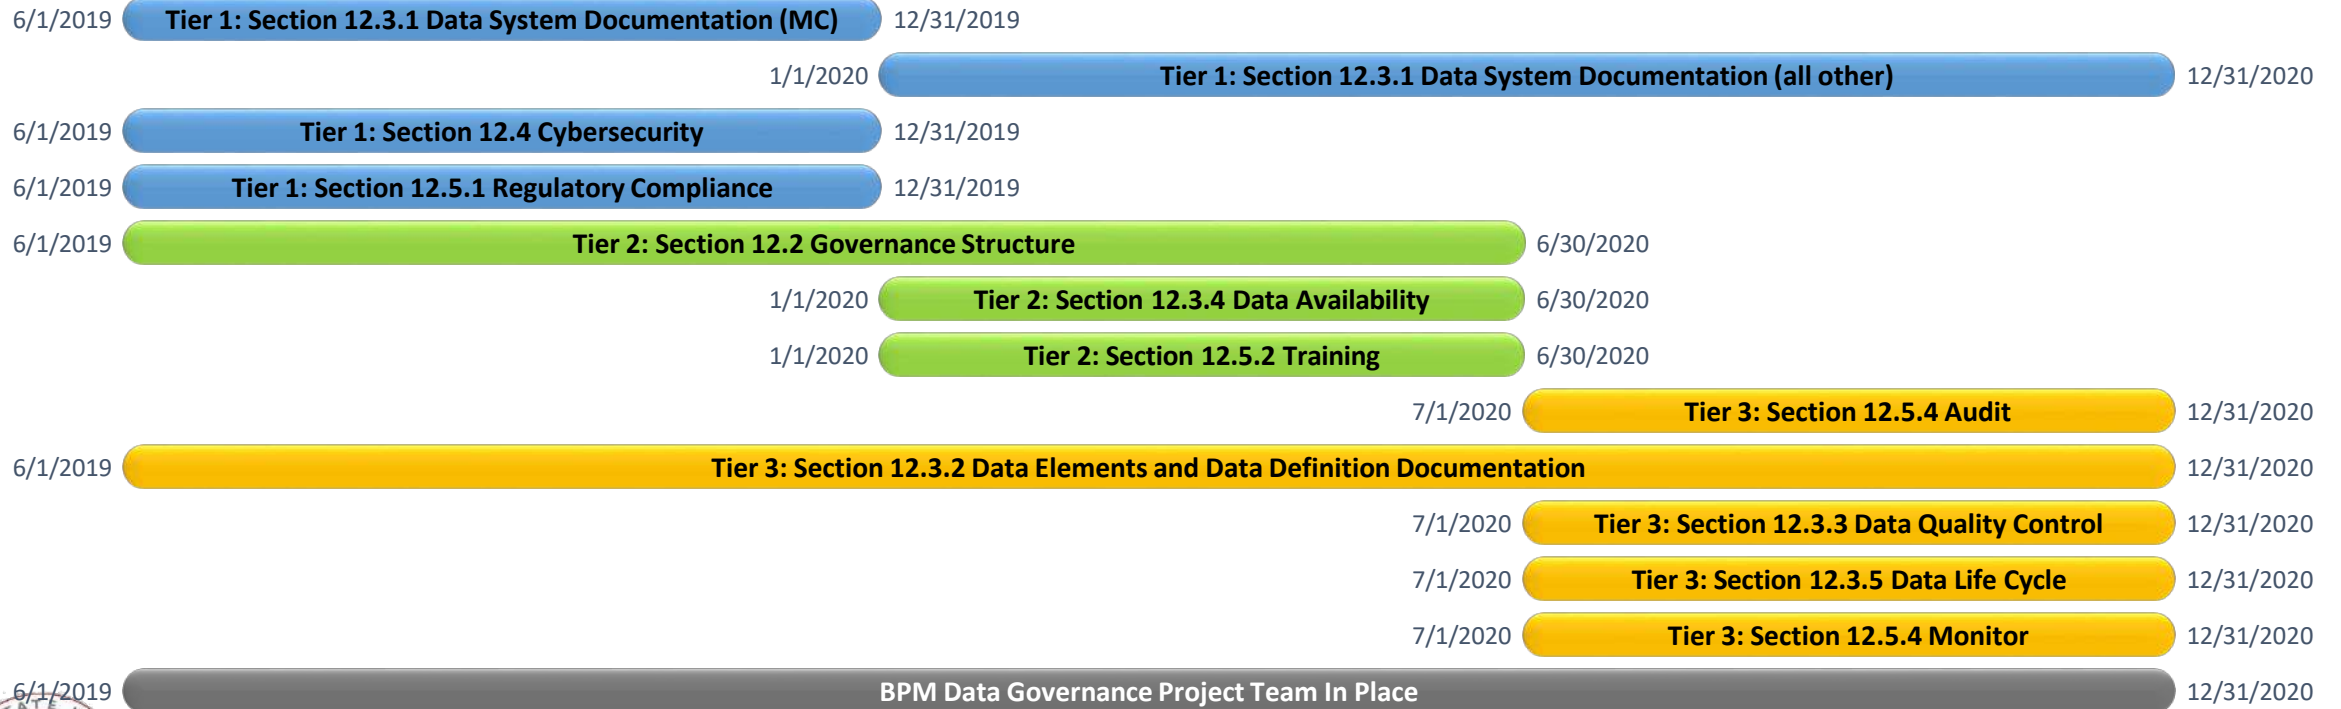 6/1/2019 Tier 1: Section 12.3.1 Data System Documentation (MC) 12/31/2019
1/1/2020 Tier 1: Section 12.3.1 Data System Documentation (all other) 12/31/2020
6/1/2019 Tier 1: Section 12.4 Cybersecurity 12/31/2019
6/1/2019 Tier 1: Section 12.5.1 Regulatory Compliance 12/31/2019
6/1/2019 Tier 2: Section 12.2 Governance Structure 6/30/2020
1/1/2020 Tier 2: Section 12.3.4 Data Availability 6/30/2020
1/1/2020 Tier 2: Section 12.5.2 Training 6/30/2020
7/1/2020 Tier 3: Section 12.5.4 Audit 12/31/2020
6/1/2019 Tier 3: Section 12.3.2 Data Elements and Data Definition Documentation 12/31/2020
7/1/2020 Tier 3: Section 12.3.3 Data Quality Control 12/31/2020
7/1/2020 Tier 3: Section 12.3.5 Data Life Cycle 12/31/2020
7/1/2020 Tier 3: Section 12.5.4 Monitor 12/31/2020
6/1/2019 BPM Data Governance Project Team In Place 12/31/2020